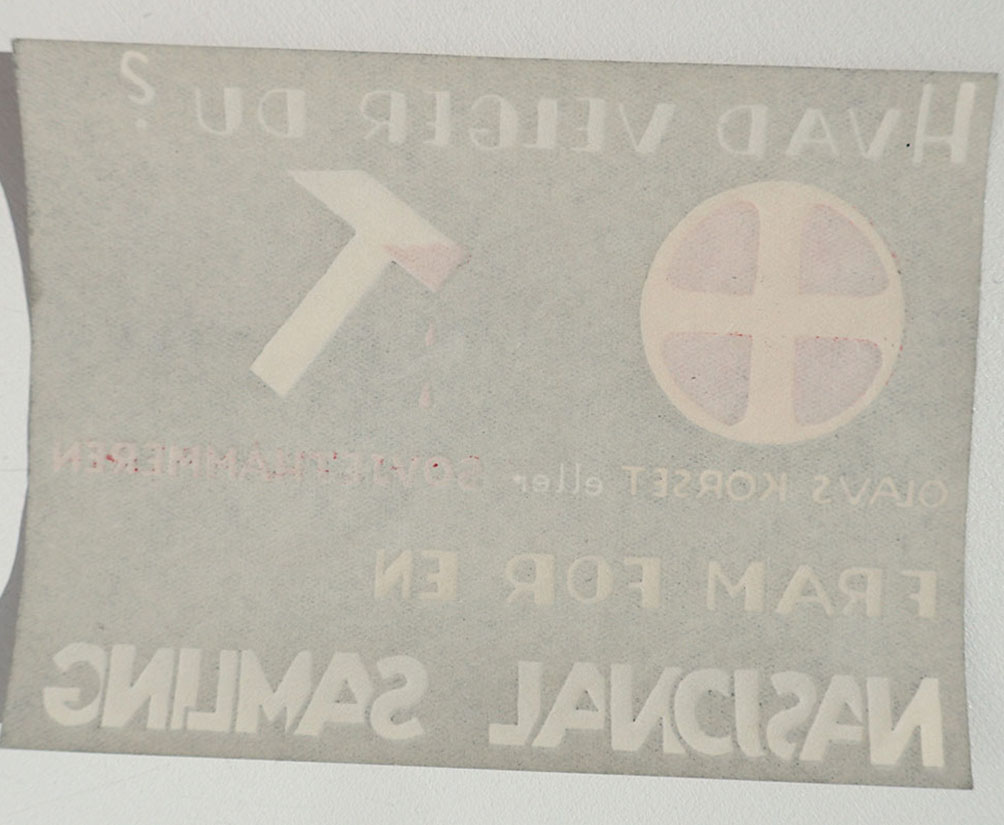 HVAD VELGER DU?
OLAVS KORSET eller SOVJETHAMMEREN
FRAM FOR EN
NASJONAL SAMLING